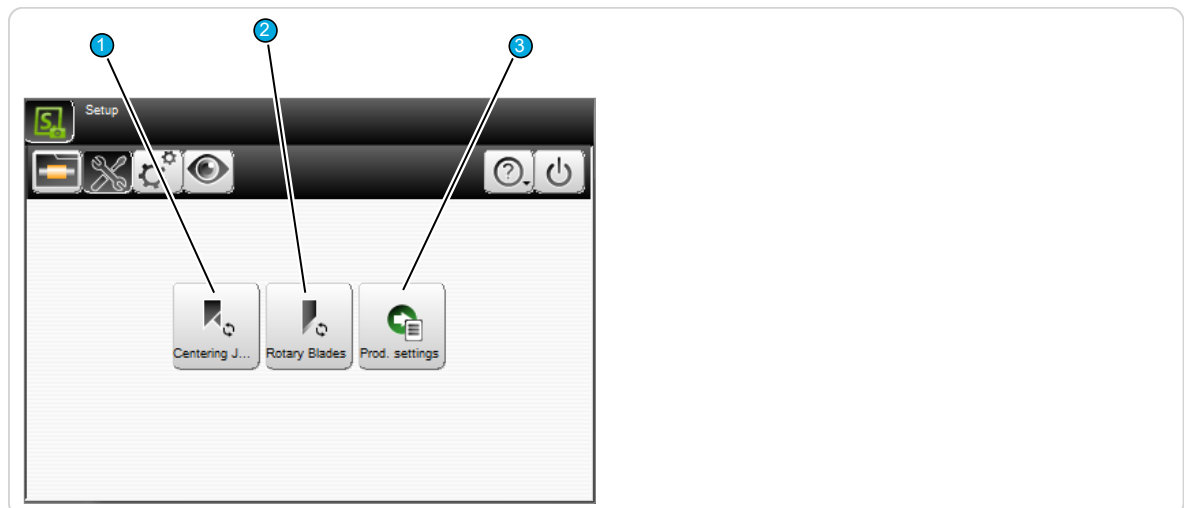 1
2
3
Setup
Centering J...
Rotary Blades
Prod. settings